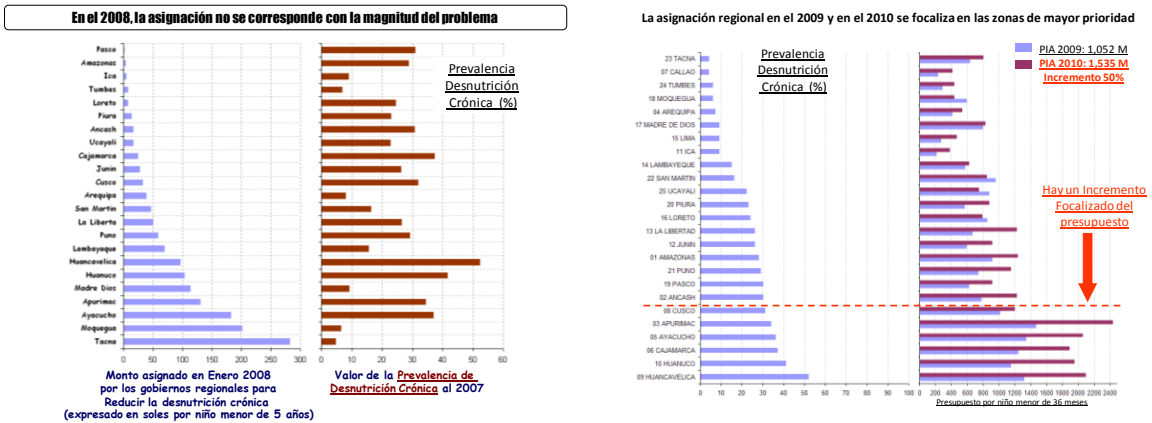 En el 2008, la asignación no se corresponde con la magnitud del problema
Pasco
Amazonas
Ica
Tumbes
Loreto
Piura
Ancash
Ucayali
Cajamarca
Junin
Cusco
Arequipa
San Martin
La Liberta
Puno
Lambayaque
Huancavelica
Huanuco
Madre Dios
Apurimac
Ayacucho
Moquegua
Tacna
0 50 100 150 200 250 300
Monto asignado en Enero 2008
por los gobiernos regionales para
Reducir la desnutrición crónica
(expresado en soles por niño menor de 5 años)
Prevalencia
Desnutrición
Crónica (%)
0 10 20 30 40 50 60
Valor de la Prevalencia de
Desnutrición Crónica al 2007
La asignación regional en el 2009 y en el 2010 se focaliza en las zonas de mayor prioridad
23 TACNA
07 CALLAO
24 TUMBES
18 MOQUEGUA
04 AREQUIPA
17 MADRE DE DIOS
15 LIMA
11 ICA
14 LAMBAYEQUE
22 SAN MARTIN
25 UCAYALI
20 PIURA
16 LORETO
13 LA LIBERTAD
12 JUNIN
01 AMAZONAS
21 PUNO
19 PASCO
02 ANCASH
08 CUSCO
03 APURIMAC
05 AYACUCHO
06 CAJAMARCA
10 HUANUCO
09 HUANCAVELICA
0 10 20 30 40 50 60 70 80 90 100
Prevalencia
Desnutrición
Crónica (%)
PIA 2009: 1,052 M
PIA 2010: 1,535 M
Incremento 50%
Hay un Incremento
Focalizado del
presupuesto
0 200 400 600 800 1000 1200 1400 1600 1800 2000 2200 2400
Presupuesto por niño menor de 36 meses